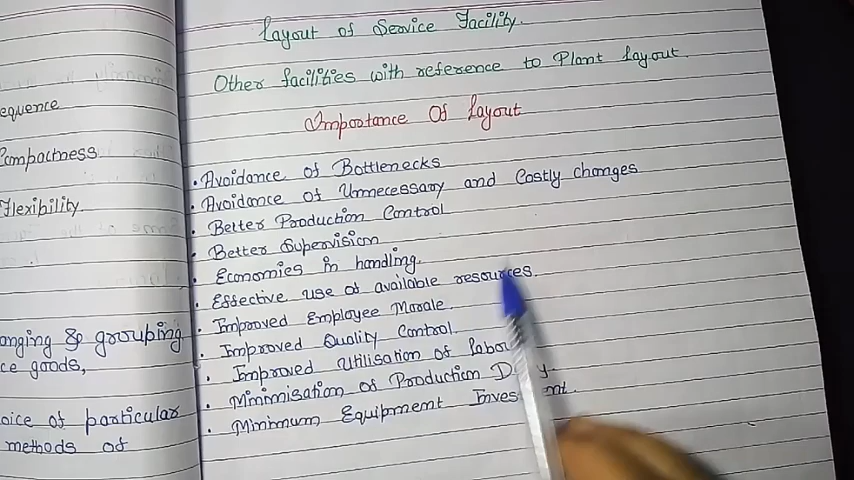 Layout of Service Facility.
Other facilities with reference to Plant Layout
Importance Of Layout
• Avoidance of Bottlenecks
• Avoidance of Unnecessary and Costly changes
• Better Production Control
• Better Supervision
• Economies in handling.
• Effective use of available resources.
• Improved Employee Morale
• Improved Quality Control
• Improved Utilisation of
• Minimisation of Production
• Minimum Equipment
equence
Compactness
Flexibility
anging & grouping
ce goods,
oice of particular
methods of